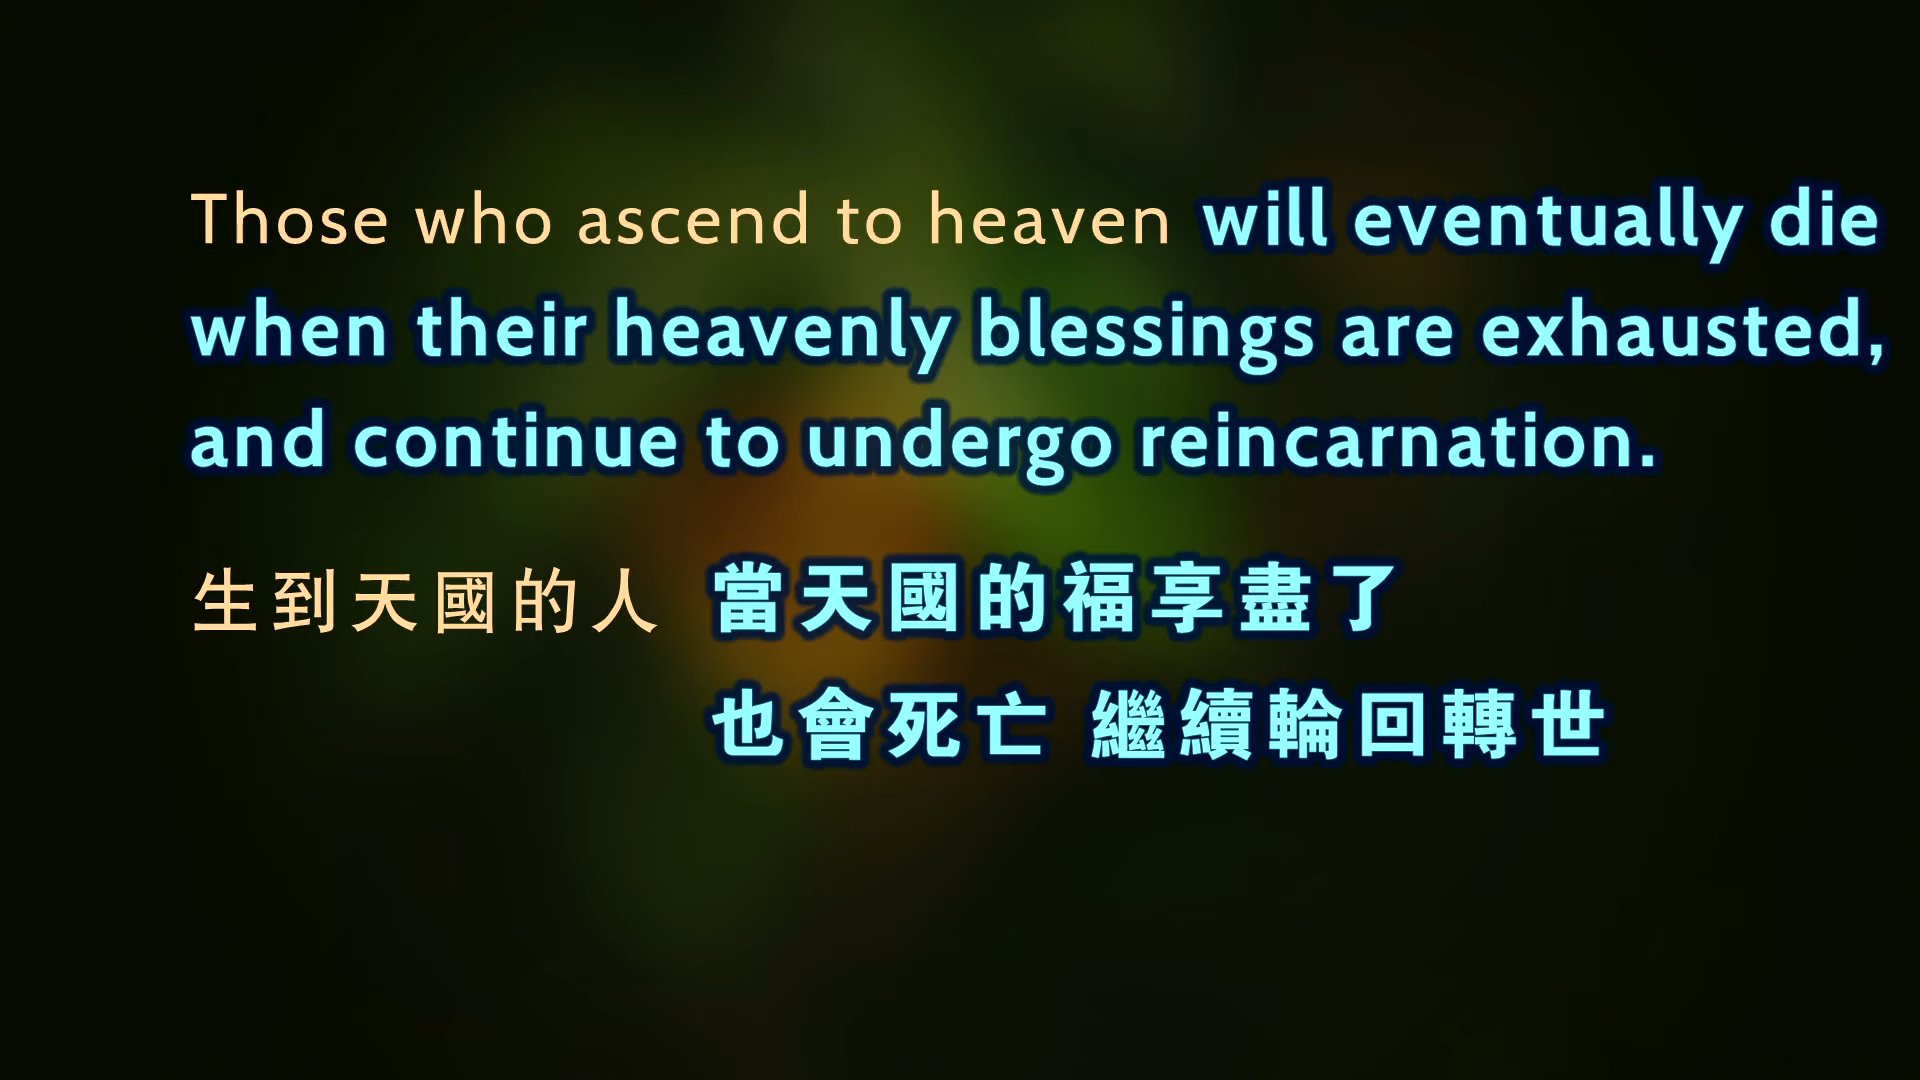 Those who ascend to heaven will eventually die
when their heavenly blessings are exhausted,
and continue to undergo reincarnation.
生到天國的人 當天國的福享盡了
也會死亡 繼續輪回轉世